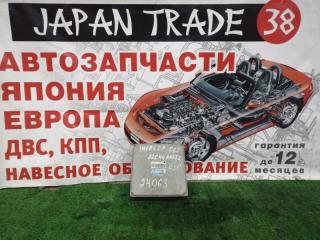 JAPAN TRADE 38
АВТОЗАПЧАСТИ
ЯПОНИЯ
ЕВРОПА
ДВС, КПП,
НАВЕСНОЕ ОБОРУДОВАНИЕ
гарантия
до 12
месяцев
24063